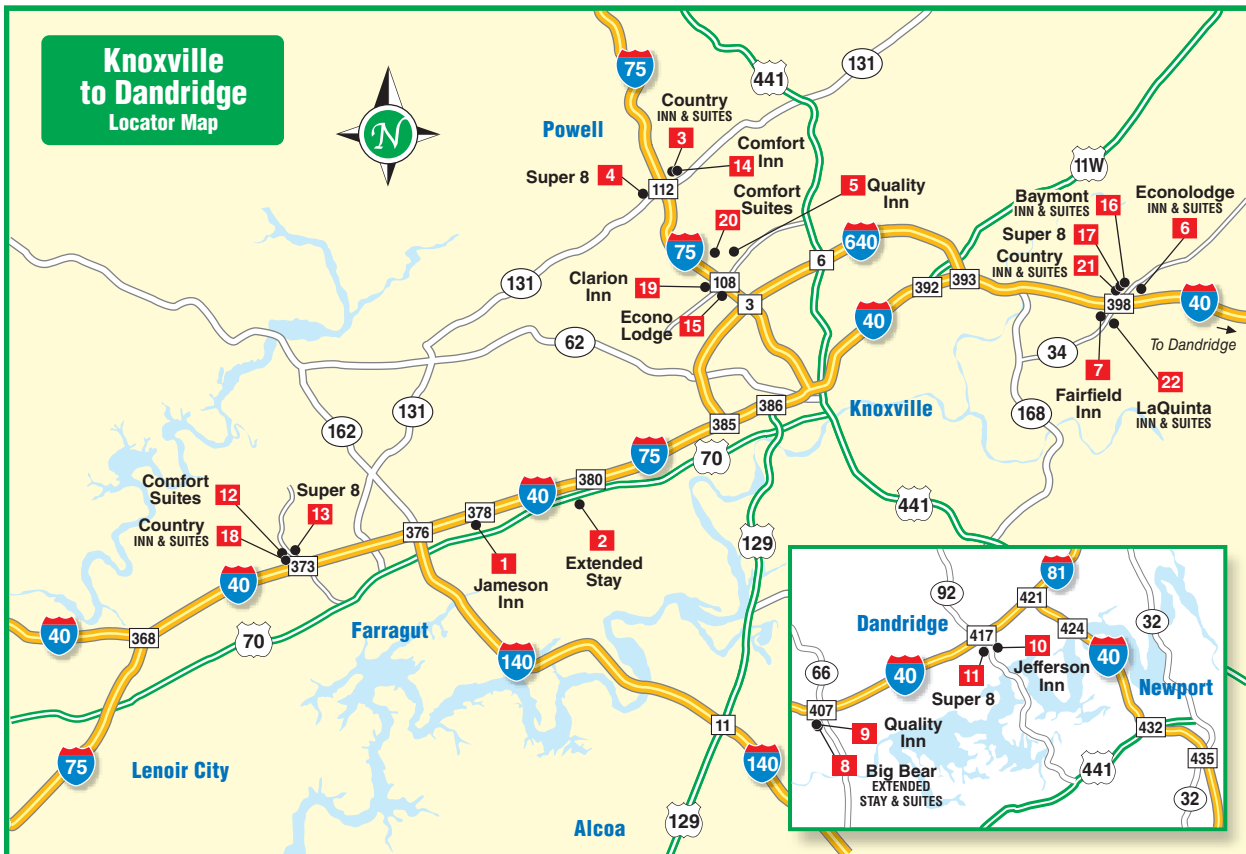 Knoxville
to Dandridge
Locator Map
N
75
441
131
Country
INN & SUITES
3
Powell
14
Comfort
Inn
Super 8
4
112
11W
Comfort
Suites
20
5
Quality
Inn
Baymont
INN & SUITES
16
Econolodge
INN & SUITES
6
Super 8
17
Country
INN & SUITES
21
75
640
6
131
Clarion
Inn
19
108
3
Econo
Lodge
15
392
393
398
40
40
To Dandridge
62
34
7
Fairfield
Inn
22
LaQuinta
INN & SUITES
386
385
Knoxville
131
162
168
75
70
380
40
378
376
Comfort
Suites
12
Super 8
13
Country
INN & SUITES
18
373
441
2
Extended
Stay
1
Jameson
Inn
129
40
40
368
70
Farragut
140
11
140
75
Lenoir City
Alcoa
129
81
92
421
424
32
Dandridge
417
10
Jefferson
Inn
40
40
11
Super 8
66
Newport
407
9
Quality
Inn
8
Big Bear
EXTENDED
STAY & SUITES
432
435
441
32